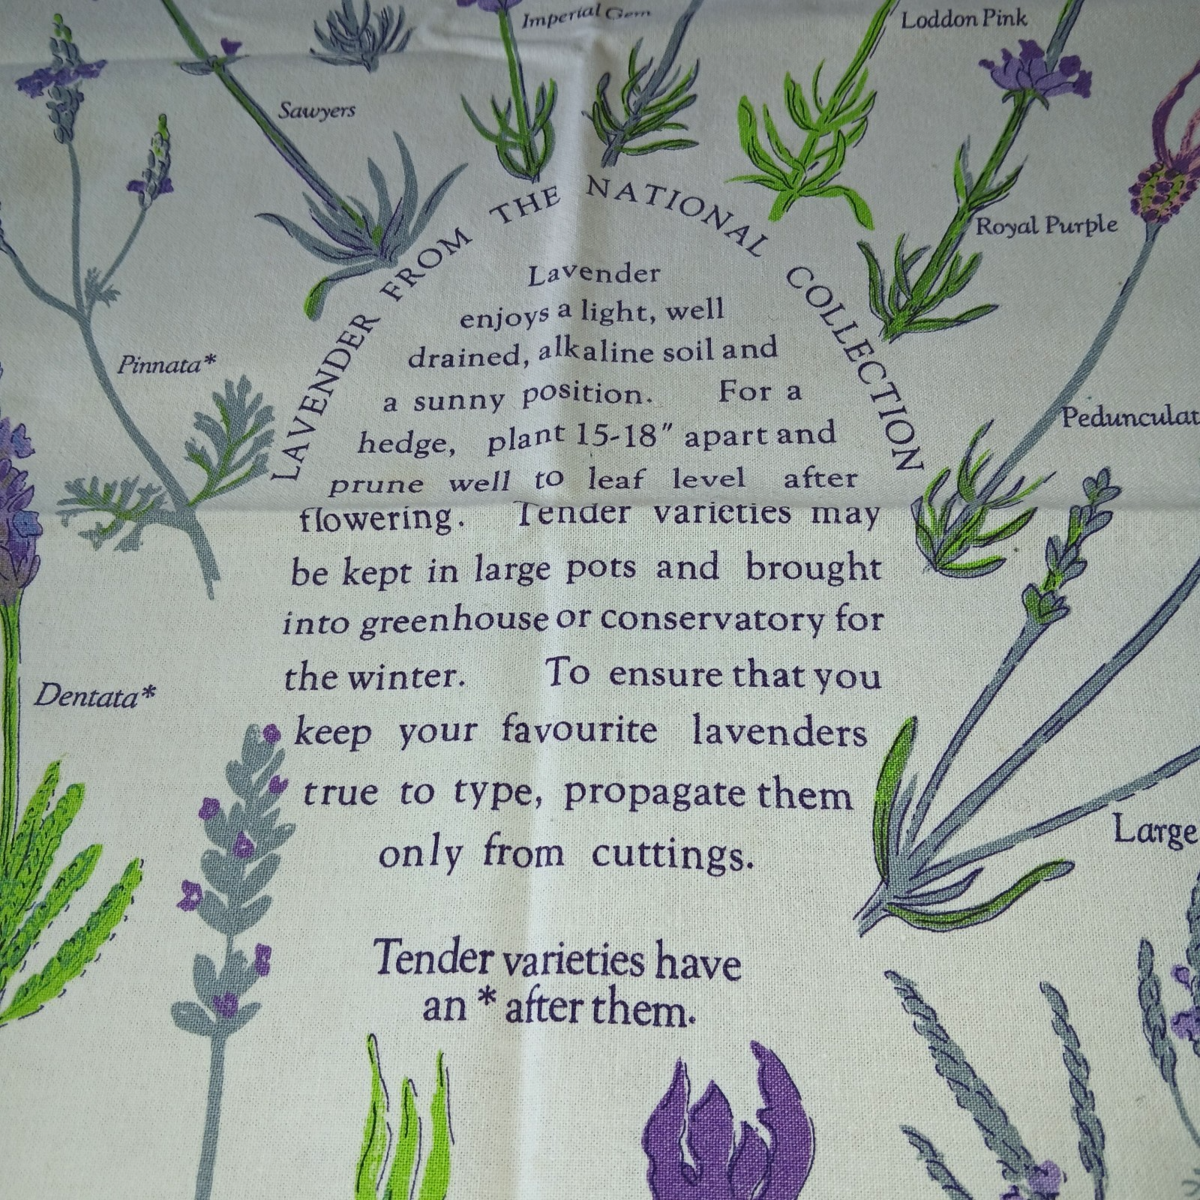 Imperial Gem
Loddon Pink
Sawyers
Royal Purple
Pinnata*
Pedunculat
Dentata*
Large
LAVENDER FROM THE NATIONAL COLLECTION
Lavender
enjoys a light, well
drained, alkaline soil and
a sunny position. For a
hedge, plant 15-18" apart and
prune well to leaf level after
flowering. Tender varieties may
be kept in large pots and brought
into greenhouse or conservatory for
the winter. To ensure that you
keep your favourite lavenders
true to type, propagate them
only from cuttings.
Tender varieties have
an * after them.